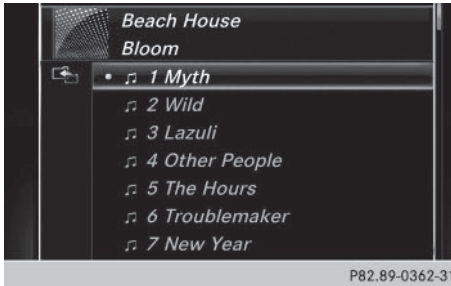 Beach House
Bloom
1 Myth
2 Wild
3 Lazuli
4 Other People
5 The Hours
6 Troublemaker
7 New Year
P82.89-0362-31